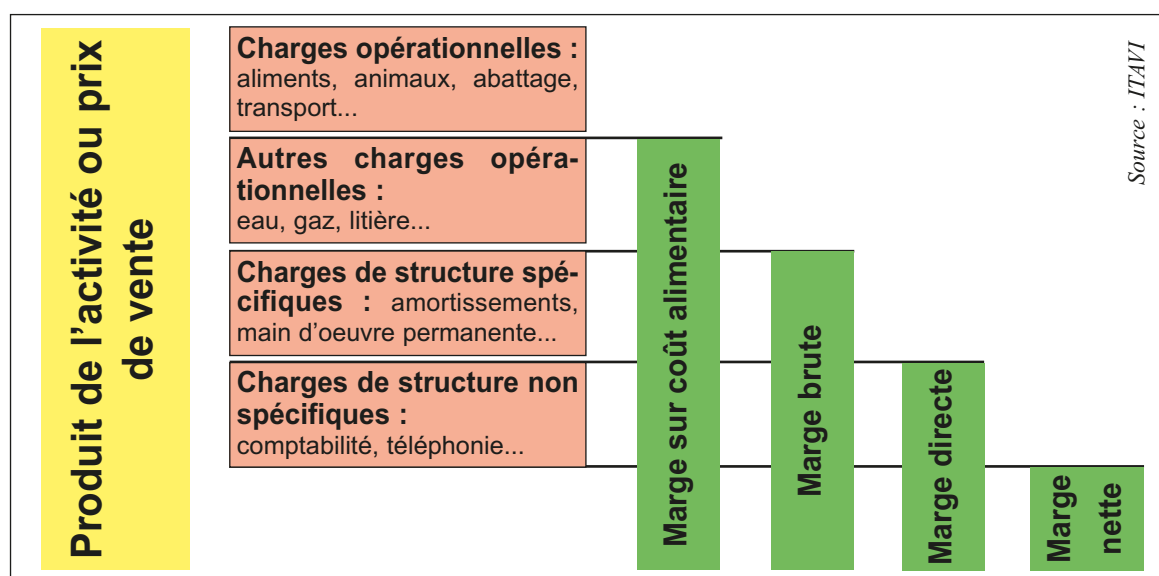 Produit de l'activité ou prix
de vente
Charges opérationnelles :
aliments, animaux, abattage,
transport...
Autres charges opéra-
tionnelles :
eau, gaz, litière...
Charges de structure spé-
cifiques : amortissements,
main d'oeuvre permanente...
Charges de structure non
spécifiques :
comptabilité, téléphonie...
Marge sur coût alimentaire
Marge brute
Marge directe
Marge
nette
Source : ITAVI